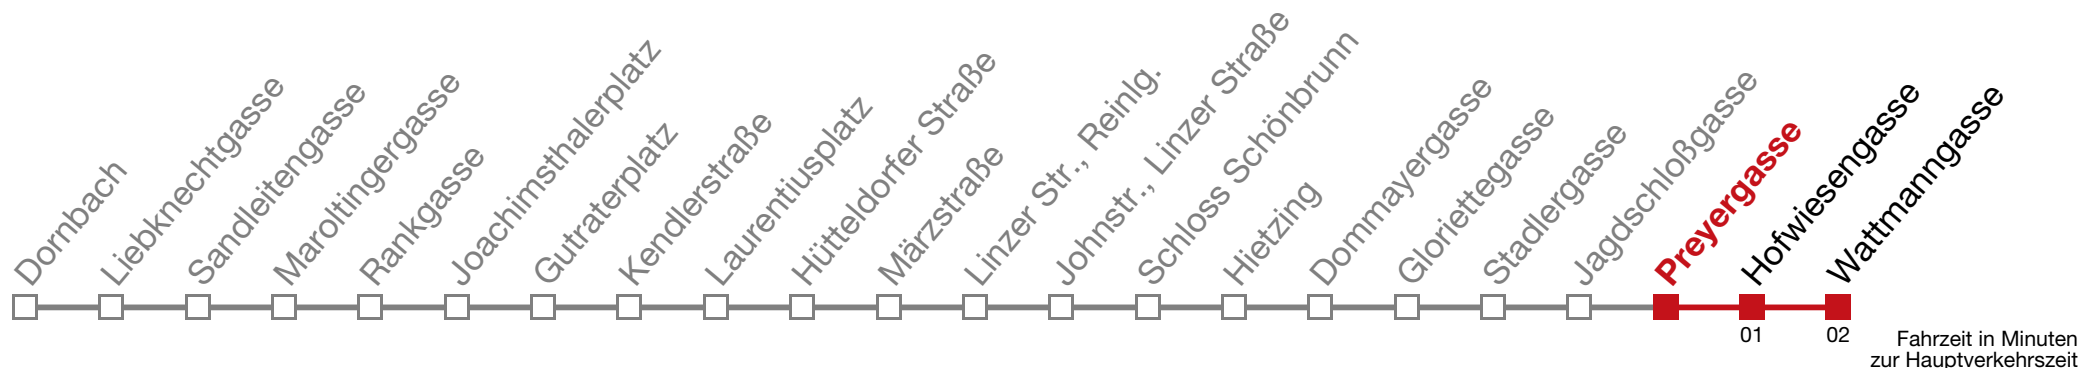 Dornbach
Liebknechtgasse
Sandleitengasse
Maroltingergasse
Rankgasse
Joachimsthalerplatz
Gutraterplatz
Kendlerstraße
Laurentiusplatz
Hütteldorfer Straße
Märzstraße
Linzer Str., Reinlg.
Johnstr., Linzer Straße
Schloss Schönbrunn
Hietzing
Dommayergasse
Gloriettegasse
Stadlergasse
Jagdschloßgasse
Preyergasse
Hofwiesengasse
Wattmanngasse
01
02
Fahrzeit in Minuten
zur Hauptverkehrszeit